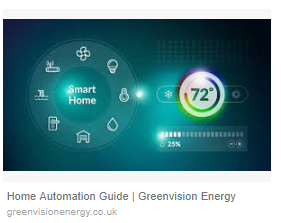 Smart
Home
72°
25%
Home Automation Guide | Greenvision Energy
greenvisionenergy.co.uk